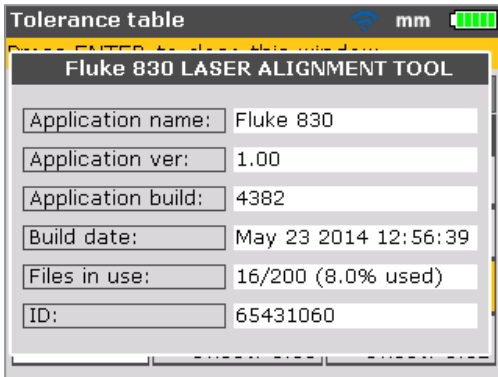 Tolerance table mm
Fluke 830 LASER ALIGNMENT TOOL
Application name: Fluke 830
Application ver: 1.00
Application build: 4382
Build date: May 23 2014 12:56:39
Files in use: 16/200 (8.0% used)
ID: 65431060